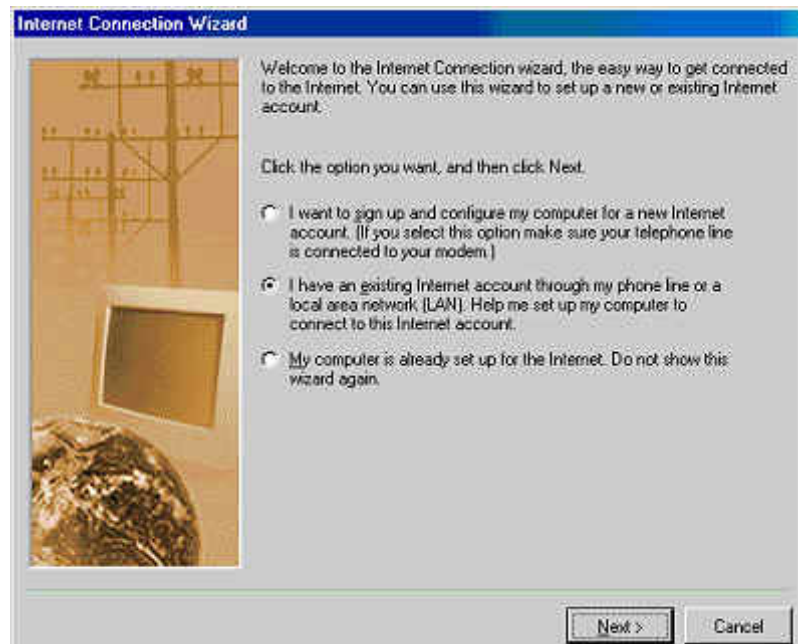 Internet Connection Wizard
Welcome to the Internet Connection wizard, the easy way to get connected
to the Internet. You can use this wizard to set up a new or existing Internet
account.
Click the option you want, and then click Next.
I want to sign up and configure my computer for a new Internet
account. (If you select this option make sure your telephone line
is connected to your modem.)
I have an existing Internet account through my phone line or a
local area network (LAN). Help me set up my computer to
connect to this Internet account.
My computer is already set up for the Internet. Do not show this
wizard again.
Next >
Cancel